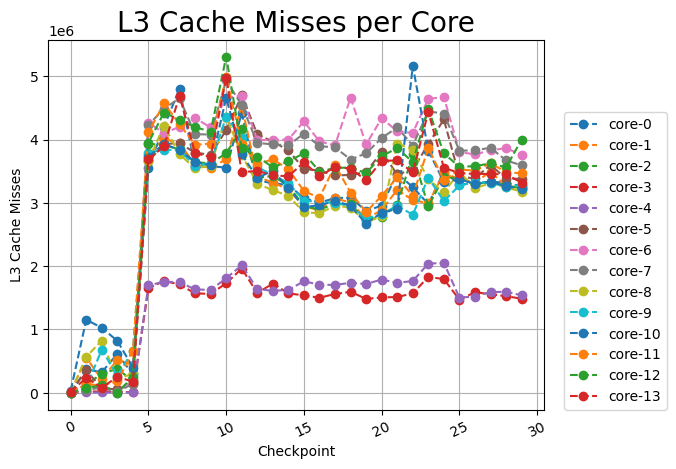 L3 Cache Misses per Core
1e6
5
4
3
2
1
0
L3 Cache Misses
0
5
10
15
20
25
30
Checkpoint
core-0
core-1
core-2
core-3
core-4
core-5
core-6
core-7
core-8
core-9
core-10
core-11
core-12
core-13